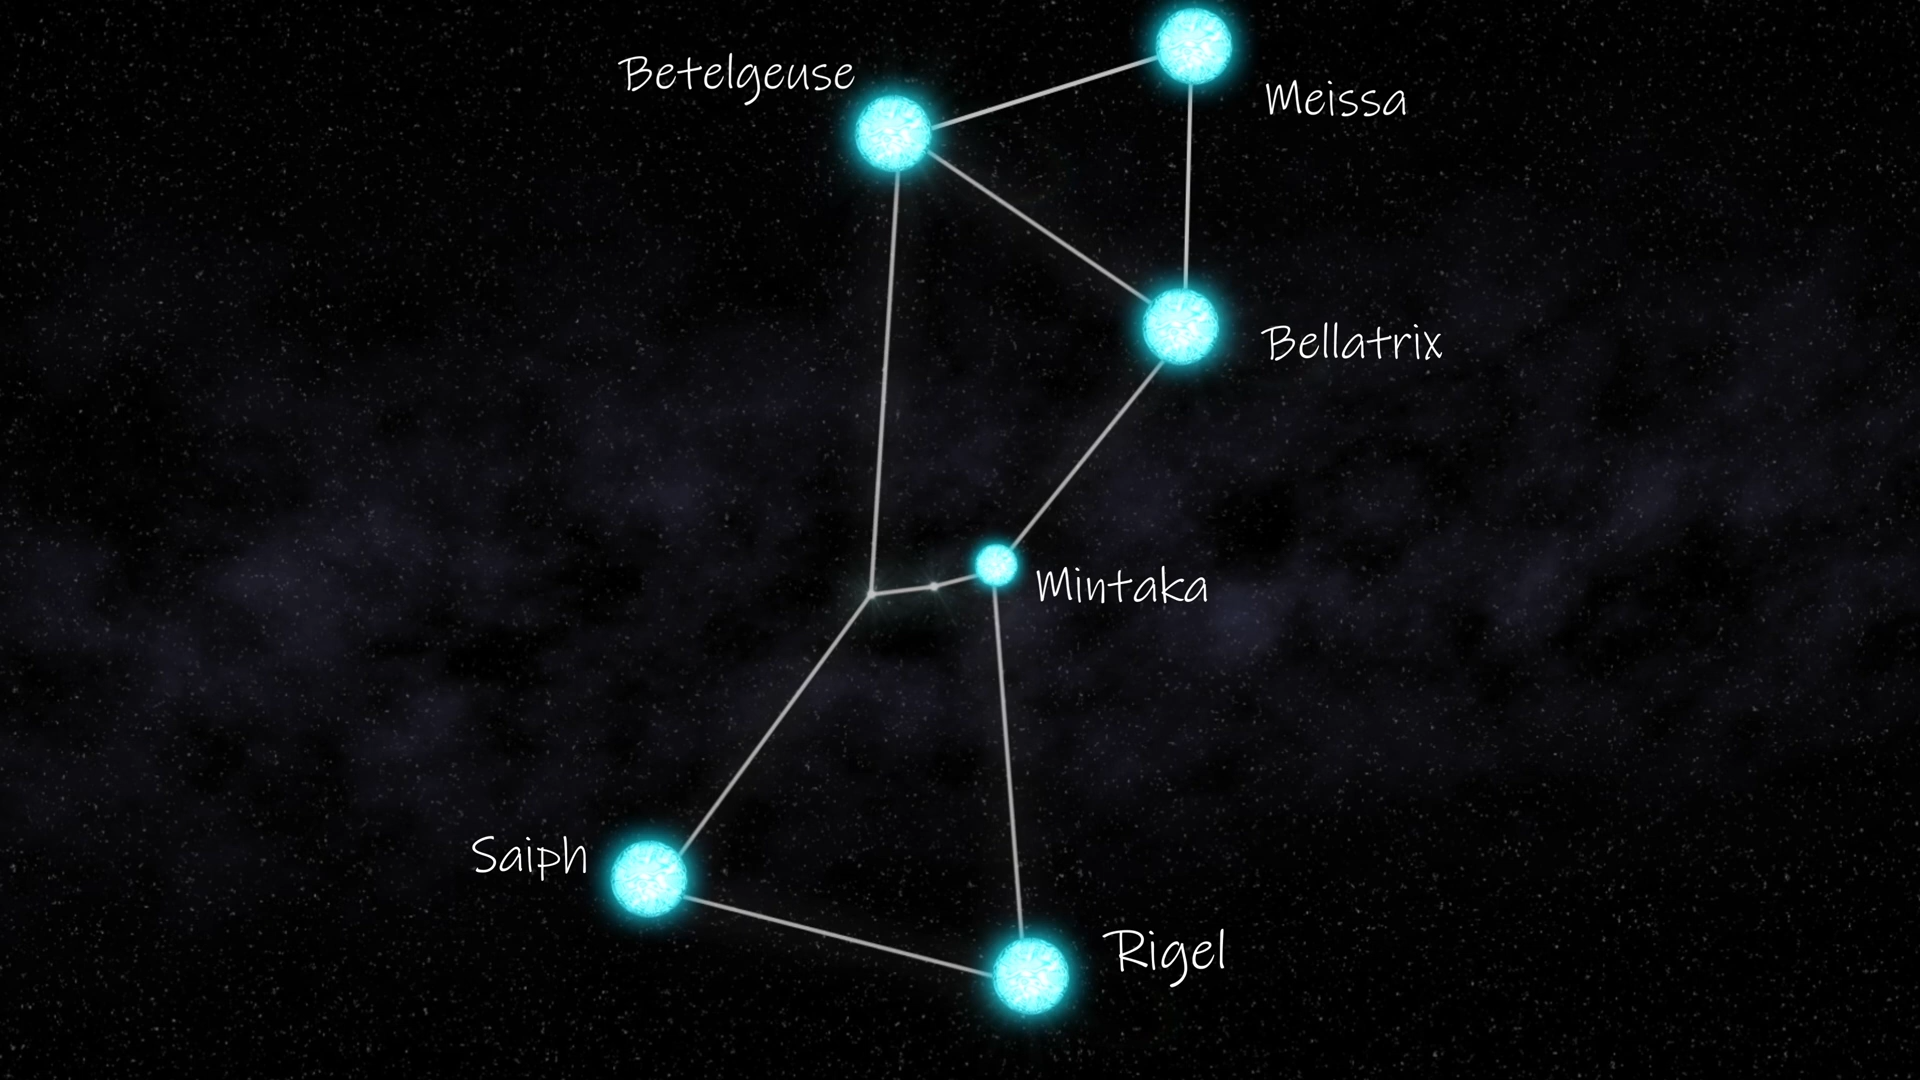 Betelgeuse
Meissa
Bellatrix
Mintaka
Saiph
Rigel